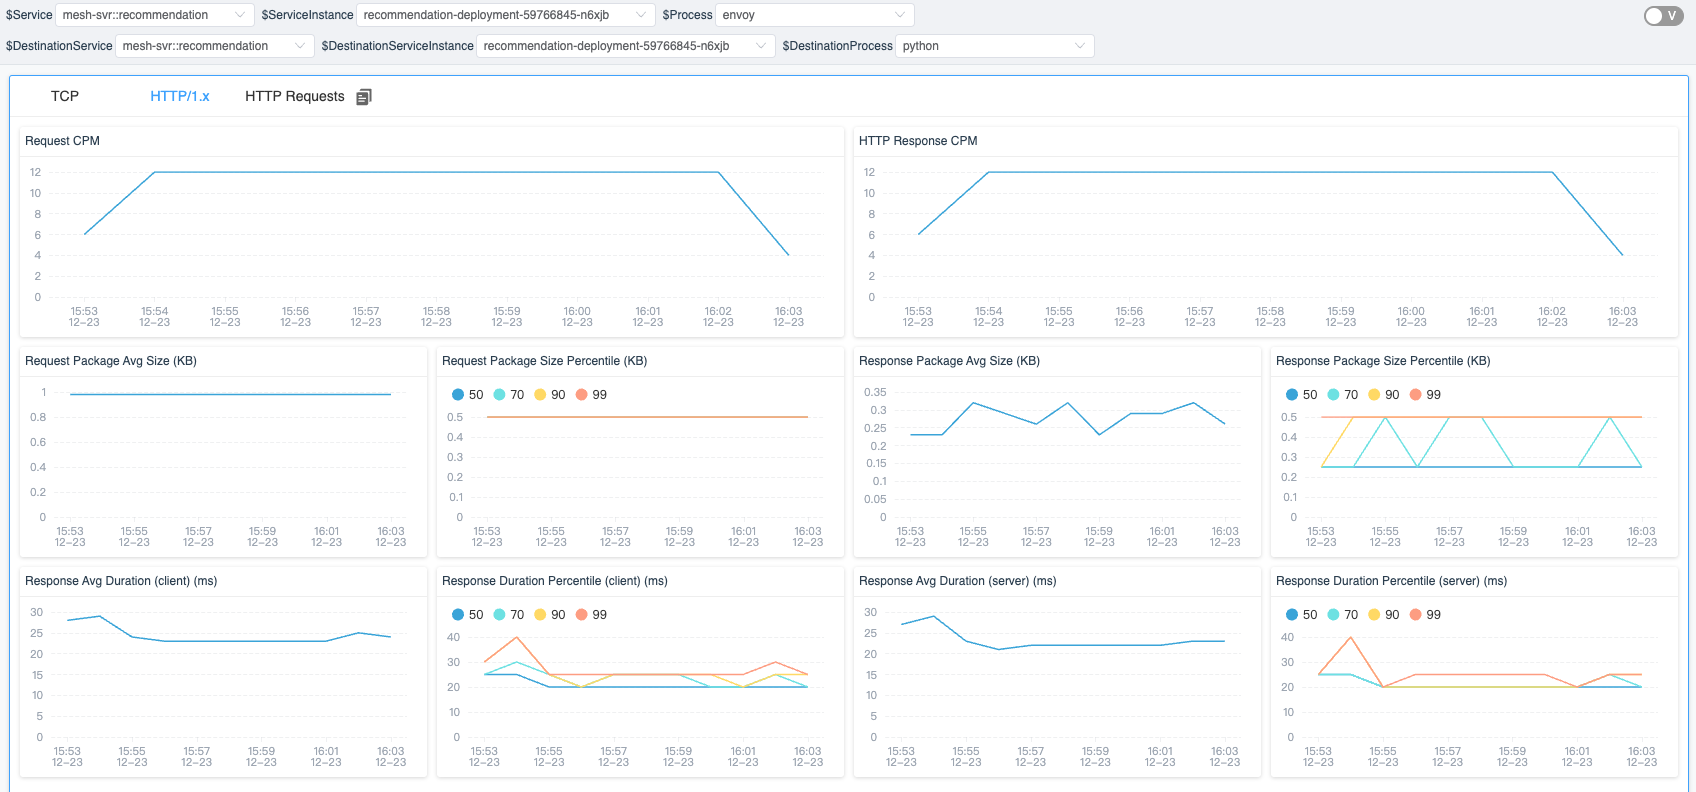 $Service mesh-svr::recommendation $ServiceInstance recommendation-deployment-59766845-n6xjb $Process envoy V
$DestinationService mesh-svr::recommendation $DestinationServiceInstance recommendation-deployment-59766845-n6xjb $DestinationProcess python
TCP HTTP/1.x HTTP Requests
Request CPM
12
10
8
6
4
2
0
15:53 15:54 15:55 15:56 15:57 15:58 15:59 16:00 16:01 16:02 16:03
12-23 12-23 12-23 12-23 12-23 12-23 12-23 12-23 12-23 12-23 12-23
HTTP Response CPM
12
10
8
6
4
2
0
15:53 15:54 15:55 15:56 15:57 15:58 15:59 16:00 16:01 16:02 16:03
12-23 12-23 12-23 12-23 12-23 12-23 12-23 12-23 12-23 12-23 12-23
Request Package Avg Size (KB)
1
0.8
0.6
0.4
0.2
0
15:53 15:55 15:57 15:59 16:01 16:03
12-23 12-23 12-23 12-23 12-23 12-23
Request Package Size Percentile (KB)
50 70 90 99
0.5
0.4
0.3
0.2
0.1
0
15:53 15:55 15:57 15:59 16:01 16:03
12-23 12-23 12-23 12-23 12-23 12-23
Response Package Avg Size (KB)
0.35
0.3
0.25
0.2
0.15
0.1
0.05
0
15:53 15:55 15:57 15:59 16:01 16:03
12-23 12-23 12-23 12-23 12-23 12-23
Response Package Size Percentile (KB)
50 70 90 99
0.5
0.4
0.3
0.2
0.1
0
15:53 15:55 15:57 15:59 16:01 16:03
12-23 12-23 12-23 12-23 12-23 12-23
Response Avg Duration (client) (ms)
30
25
20
15
10
5
0
15:53 15:55 15:57 15:59 16:01 16:03
12-23 12-23 12-23 12-23 12-23 12-23
Response Duration Percentile (client) (ms)
50 70 90 99
40
30
20
10
0
15:53 15:55 15:57 15:59 16:01 16:03
12-23 12-23 12-23 12-23 12-23 12-23
Response Avg Duration (server) (ms)
30
25
20
15
10
5
0
15:53 15:55 15:57 15:59 16:01 16:03
12-23 12-23 12-23 12-23 12-23 12-23
Response Duration Percentile (server) (ms)
50 70 90 99
40
30
20
10
0
15:53 15:55 15:57 15:59 16:01 16:03
12-23 12-23 12-23 12-23 12-23 12-23